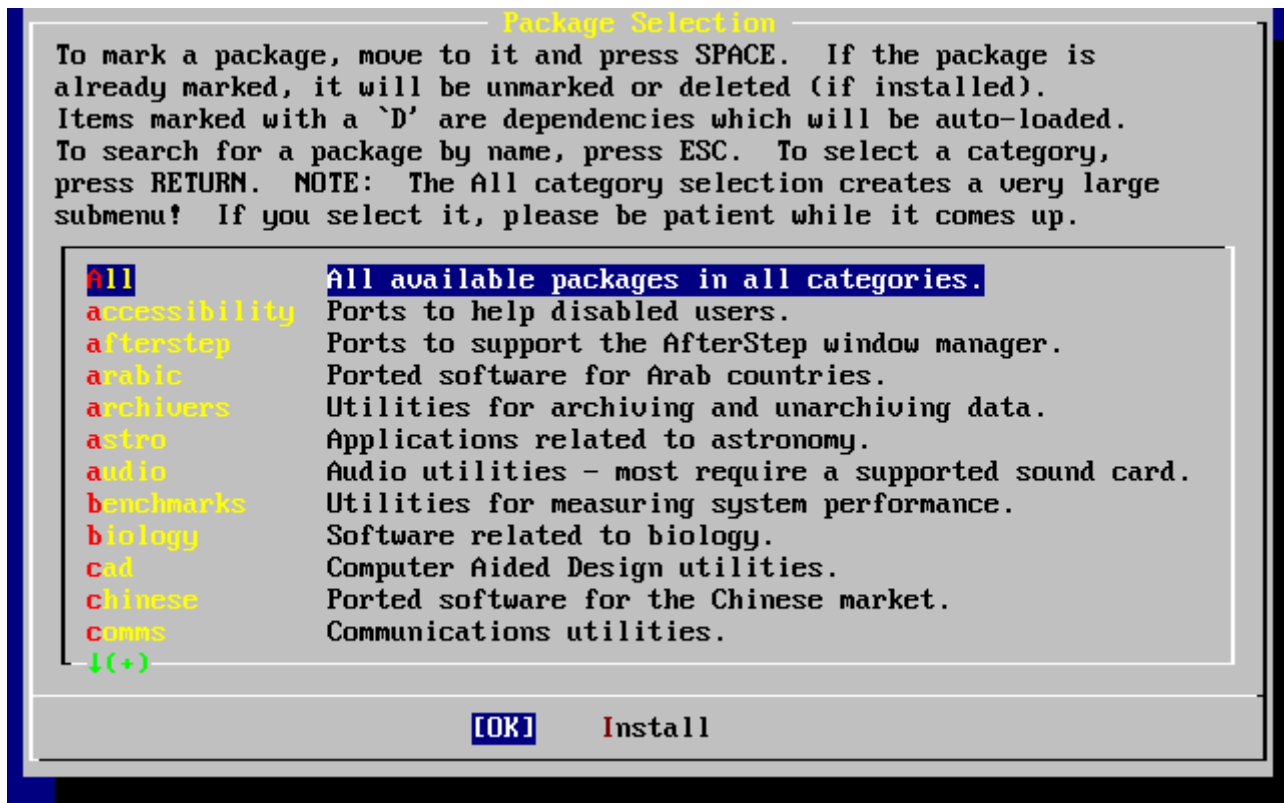 Package Selection
To mark a package, move to it and press SPACE.  If the package is
already marked, it will be unmarked or deleted (if installed).
Items marked with a `D' are dependencies which will be auto-loaded.
To search for a package by name, press ESC.  To select a category,
press RETURN.  NOTE:  The All category selection creates a very large
submenu!  If you select it, please be patient while it comes up.
All All available packages in all categories.
accessibility Ports to help disabled users.
afterstep Ports to support the AfterStep window manager.
arabic Ported software for Arab countries.
archivers Utilities for archiving and unarchiving data.
astro Applications related to astronomy.
audio Audio utilities - most require a supported sound card.
benchmarks Utilities for measuring system performance.
biology Software related to biology.
cad Computer Aided Design utilities.
chinese Ported software for the Chinese market.
comms Communications utilities.
↓(+)
[OK] Install